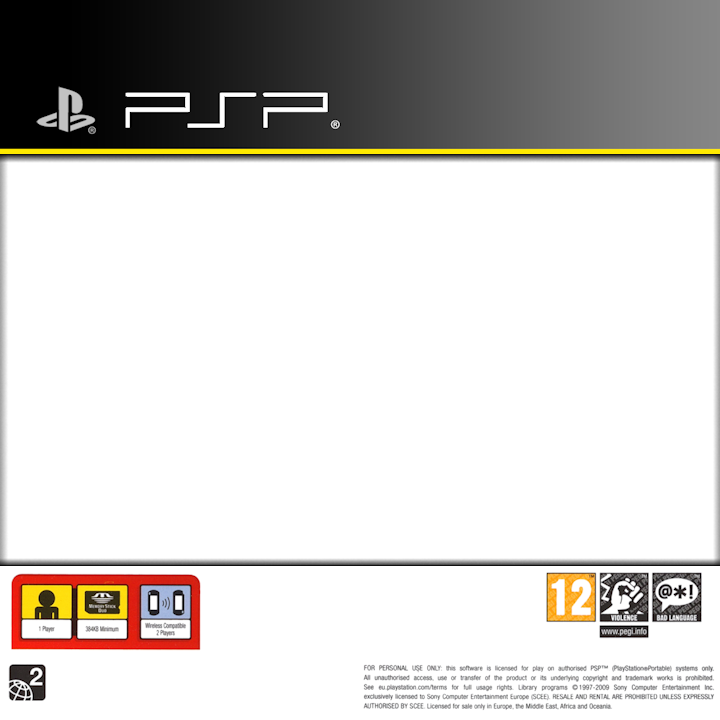 PSP®
1 Player
MEMORY STICK
DUO
384KB Minimum
Wireless Compatible
2 Players
12
VIOLENCE
@*!
BAD LANGUAGE
www.pegi.info
2
FOR PERSONAL USE ONLY: this software is licensed for play on authorised PSP™ (PlayStation®Portable) systems only.
All unauthorised access, use or transfer of the product or its underlying copyright and trademark works is prohibited.
See eu.playstation.com/terms for full usage rights. Library programs ©1997-2009 Sony Computer Entertainment Inc.
exclusively licensed to Sony Computer Entertainment Europe (SCEE). RESALE AND RENTAL ARE PROHIBITED UNLESS EXPRESSLY
AUTHORISED BY SCEE. Licensed for sale only in Europe, the Middle East, Africa and Oceania.